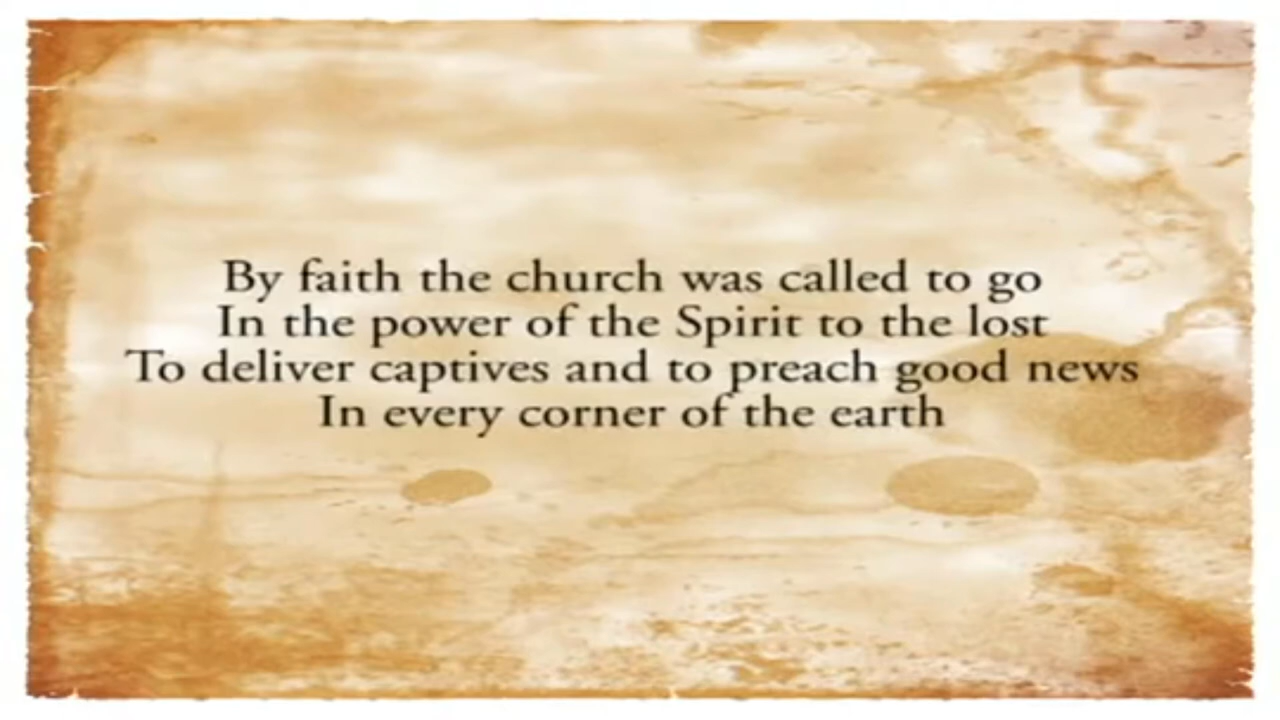 By faith the church was called to go
In the power of the Spirit to the lost
To deliver captives and to preach good news
In every corner of the earth